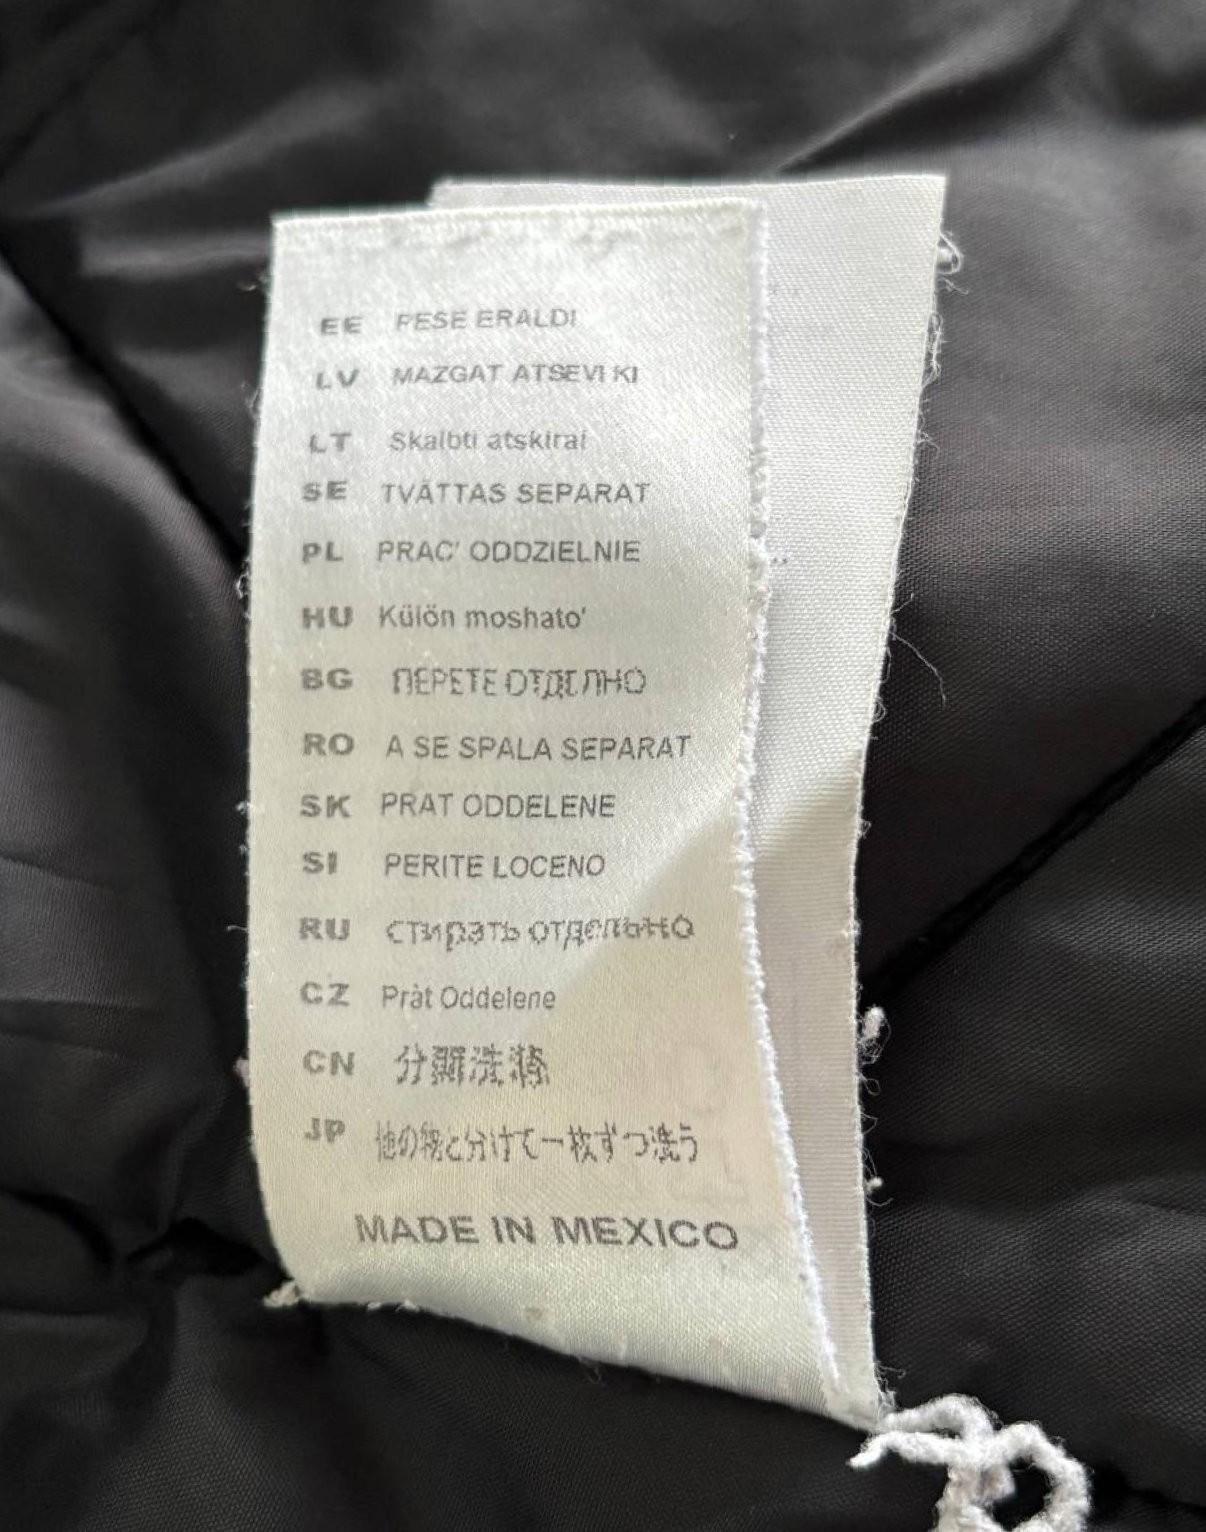 EE PESE ERALDI
LV MAZGAT ATSEVI KI
LT Skalbti atskirai
SE TVÄTTAS SEPARAT
PL PRAC' ODDZIELNIE
HU Külön moshato'
BG ПЕРЕТЕ ОТДЕЛНО
RO A SE SPALA SEPARAT
SK PRAT ODDELENE
SI PERITE LOCENO
RU стирать отдельно
CZ Pràt Oddelene
CN 分開洗滌
JP 他の物と分けて一枚ずつ洗う
MADE IN MEXICO